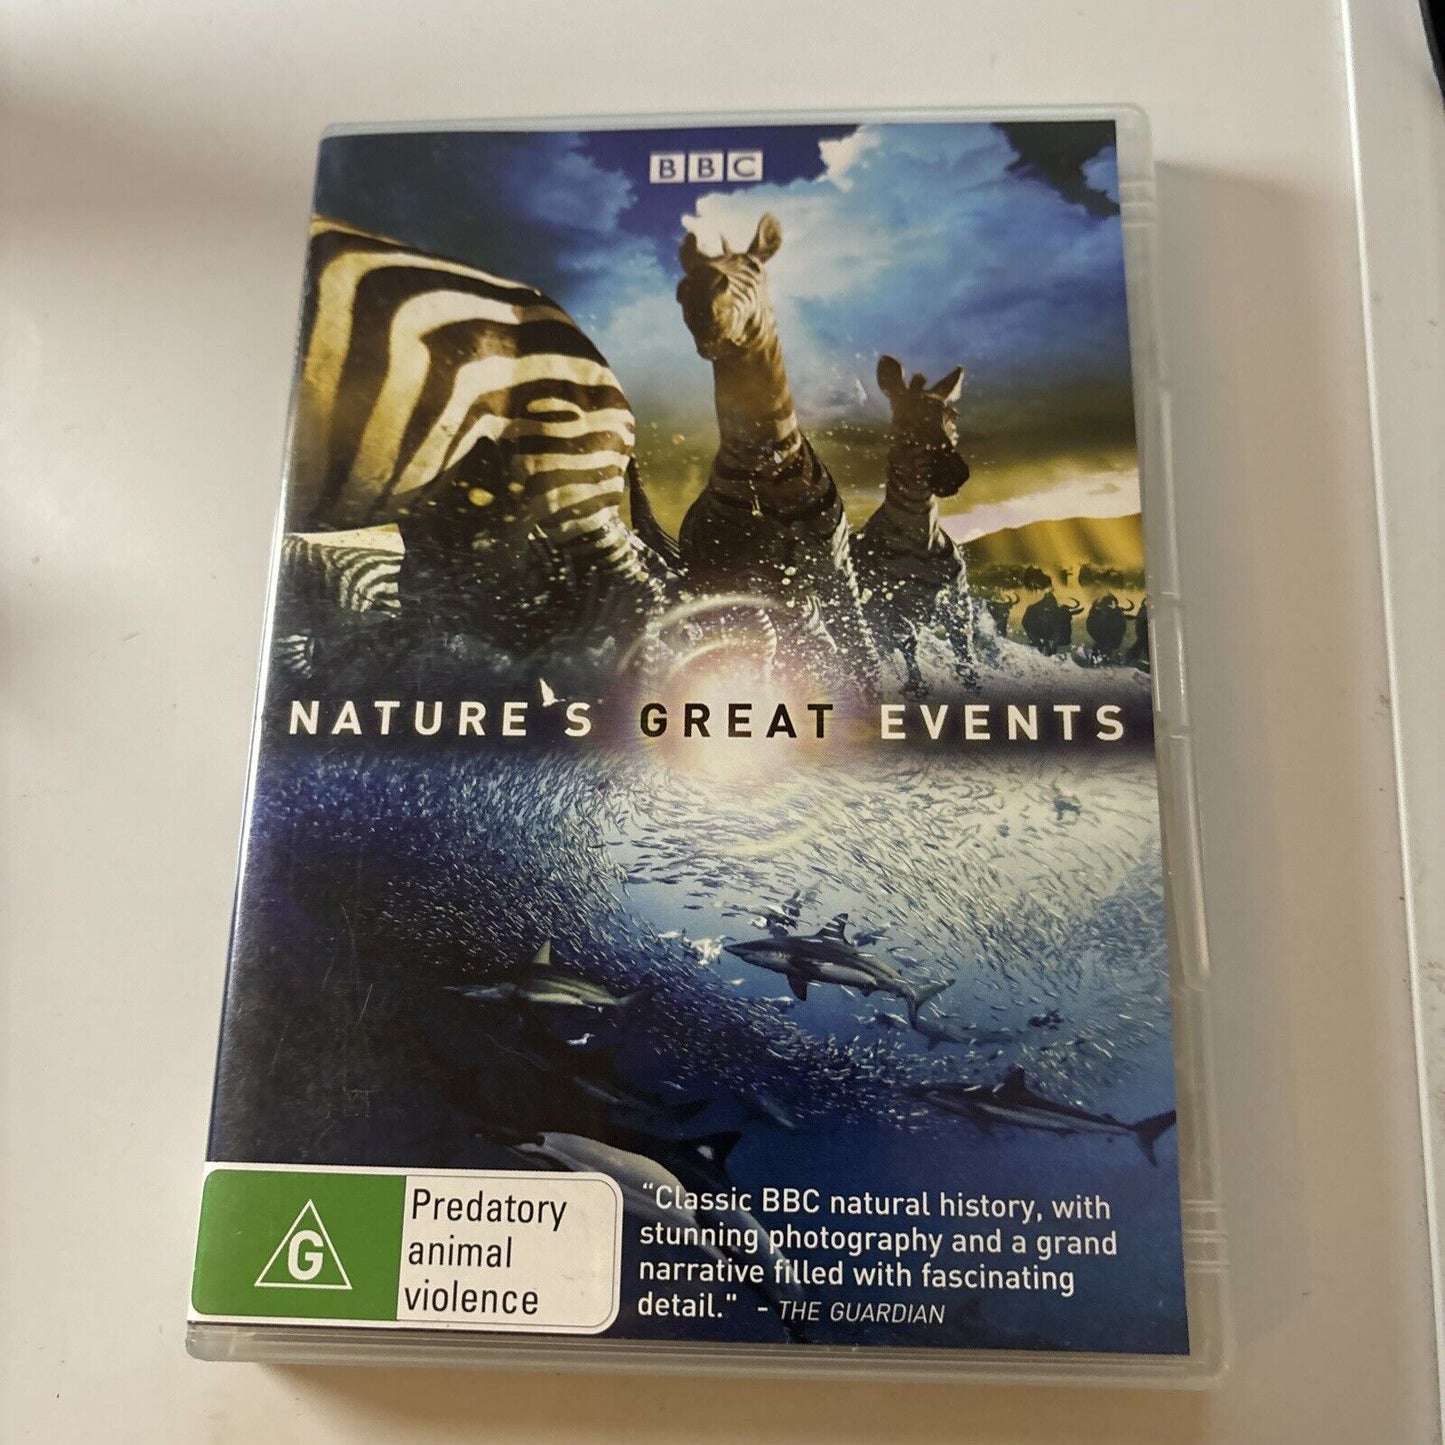 BBC
NATURE'S GREAT EVENTS
G
Predatory
animal
violence
“Classic BBC natural history, with
stunning photography and a grand
narrative filled with fascinating
detail." - THE GUARDIAN